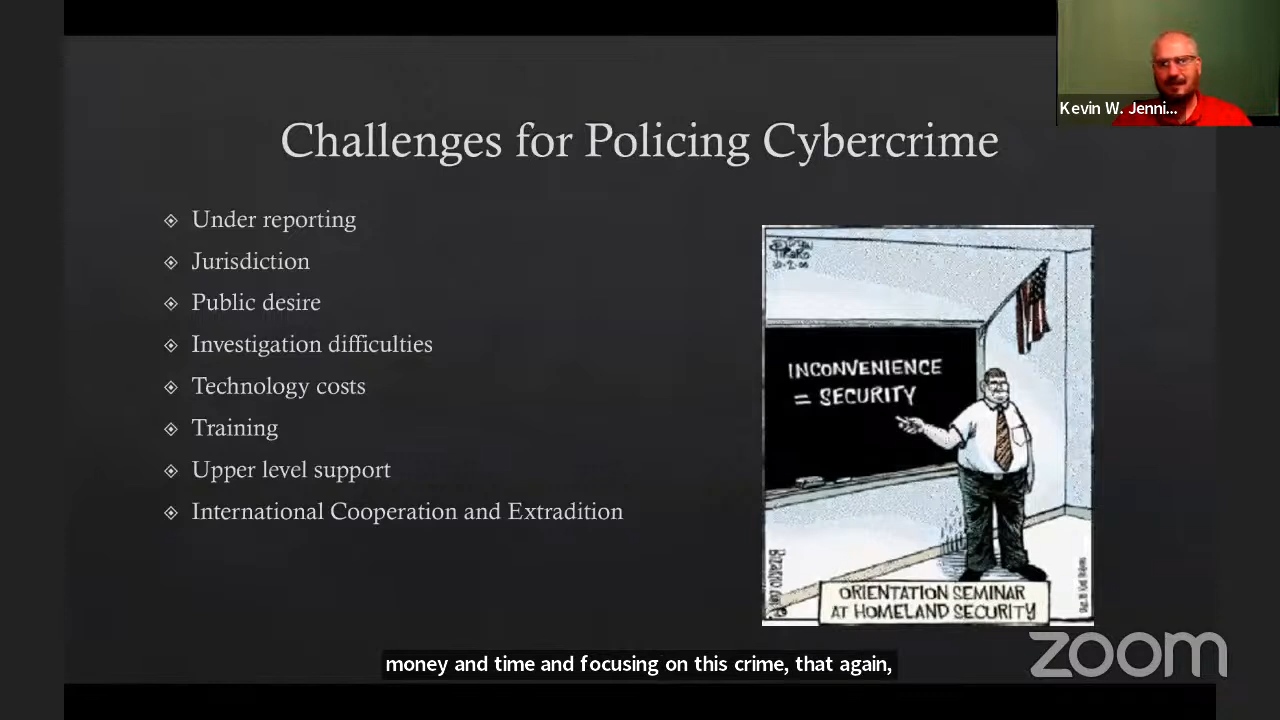 Kevin W. Jenni...
Challenges for Policing Cybercrime
Under reporting
Jurisdiction
Public desire
Investigation difficulties
Technology costs
Training
Upper level support
International Cooperation and Extradition
INCONVENIENCE
= SECURITY
ORIENTATION SEMINAR
AT HOMELAND SECURITY
money and time and focusing on this crime, that again,
zoom